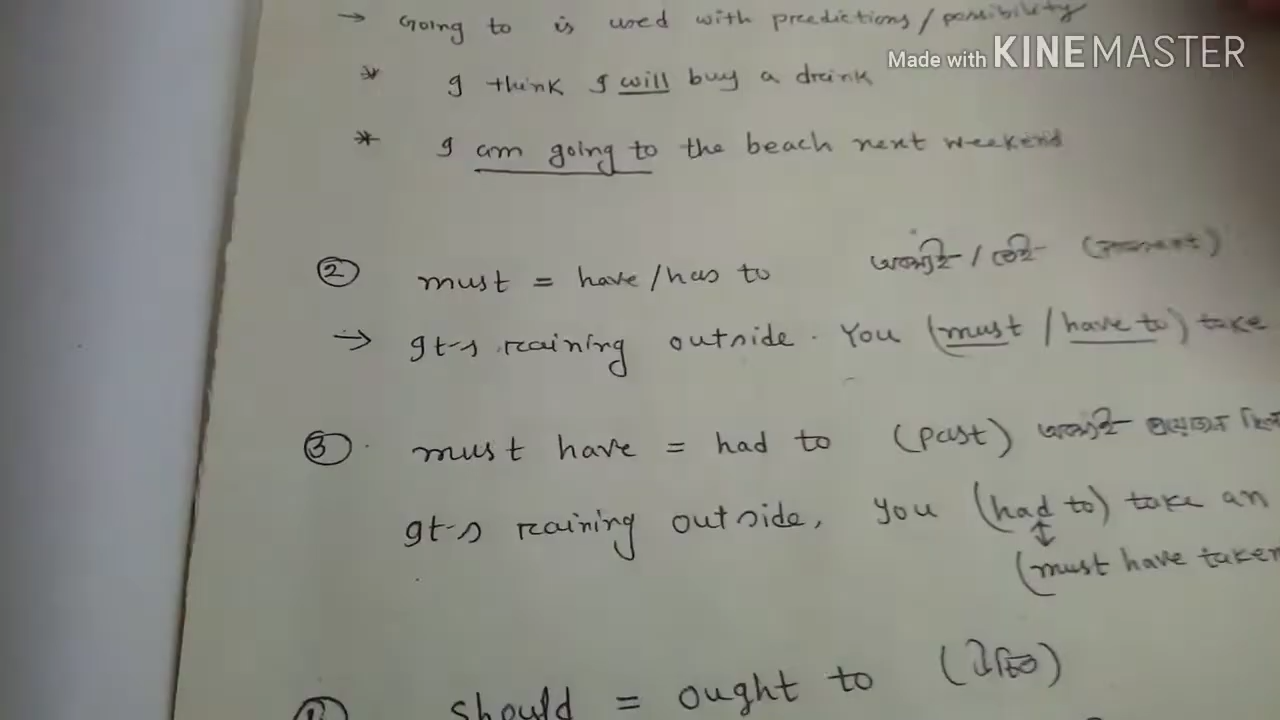 → Going to is used with preedictions / possibility
Made with KINEMASTER
* I think I will buy a drink
* I am going to the beach next weekend
② must = have/has to অবশ্যই / (present)
→ It's raining outside. You (must / have to) take
③ must have = had to (past) অবশ্যই
It's raining outside, You (had to) take an
↕
(must have taken
should = ought to (উচিত)